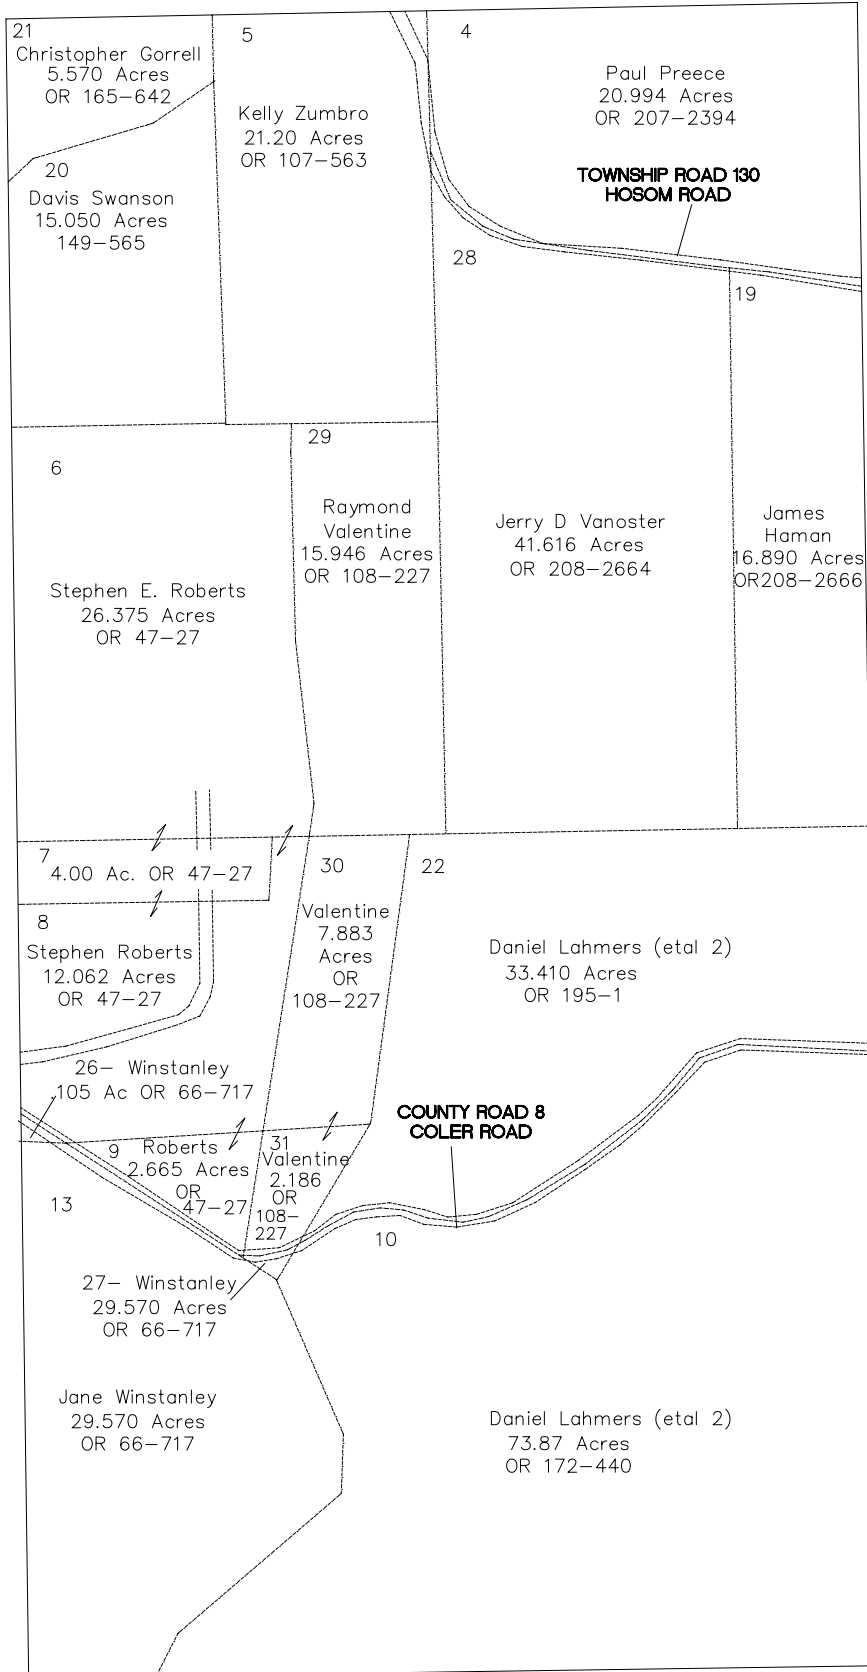 21
Christopher Gorrell
5.570 Acres
OR 165-642
5
Kelly Zumbro
21.20 Acres
OR 107-563
4
Paul Preece
20.994 Acres
OR 207-2394
TOWNSHIP ROAD 130
HOSOM ROAD
20
Davis Swanson
15.050 Acres
149-565
28
19
6
29
Stephen E. Roberts
26.375 Acres
OR 47-27
Raymond
Valentine
15.946 Acres
OR 108-227
Jerry D Vanoster
41.616 Acres
OR 208-2664
James
Haman
16.890 Acres
OR208-2666
7
4.00 Ac. OR 47-27
30
22
8
Stephen Roberts
12.062 Acres
OR 47-27
Valentine
7.883
Acres
OR
108-227
Daniel Lahmers (etal 2)
33.410 Acres
OR 195-1
26- Winstanley
.105 Ac OR 66-717
COUNTY ROAD 8
COLER ROAD
9
Roberts
2.665 Acres
OR
47-27
31
Valentine
2.186
OR
108-
227
13
10
27- Winstanley
29.570 Acres
OR 66-717
Jane Winstanley
29.570 Acres
OR 66-717
Daniel Lahmers (etal 2)
73.87 Acres
OR 172-440